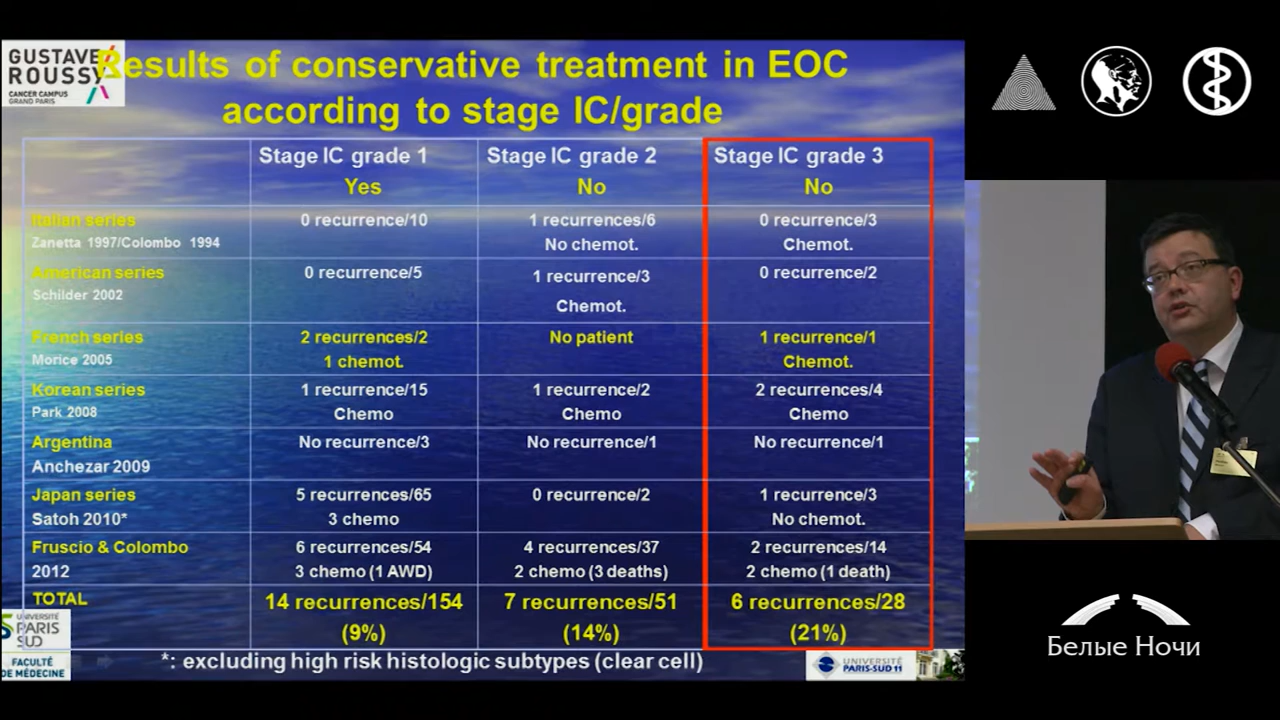 GUSTAVE
ROUSSY
CANCER CAMPUS
GRAND PARIS
Results of conservative treatment in EOC
according to stage IC/grade
Stage IC grade 1
Yes
Stage IC grade 2
No
Stage IC grade 3
No
Italian series
Zanetta 1997/Colombo 1994
0 recurrence/10
1 recurrences/6
No chemot.
0 recurrence/3
Chemot.
American series
Schilder 2002
0 recurrence/5
1 recurrence/3
Chemot.
0 recurrence/2
French series
Morice 2005
2 recurrences/2
1 chemot.
No patient
1 recurrence/1
Chemot.
Korean series
Park 2008
1 recurrence/15
Chemo
1 recurrence/2
Chemo
2 recurrences/4
Chemo
Argentina
Anchezar 2009
No recurrence/3
No recurrence/1
No recurrence/1
Japan series
Satoh 2010*
5 recurrences/65
3 chemo
0 recurrence/2
1 recurrence/3
No chemot.
Fruscio & Colombo
2012
6 recurrences/54
3 chemo (1 AWD)
4 recurrences/37
2 chemo (3 deaths)
2 recurrences/14
2 chemo (1 death)
TOTAL
14 recurrences/154
(9%)
7 recurrences/51
(14%)
6 recurrences/28
(21%)
UNIVERSITÉ
PARIS
SUD
FACULTÉ
DE MÉDECINE
*: excluding high risk histologic subtypes (clear cell)
UNIVERSITÉ
PARIS-SUD 11
Белые Ночи